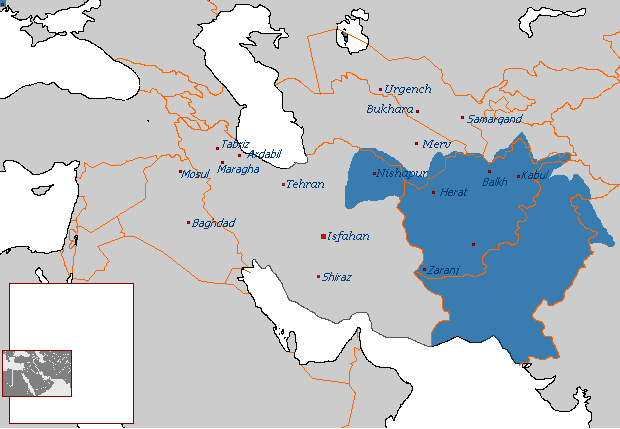 Urgench
Bukhara
Samarqand
Tabriz
Ardabil
Merv
Maragha
Mosul
Nishapur
Balkh
Kabul
Tehran
Herat
Baghdad
Isfahan
Zaranj
Shiraz